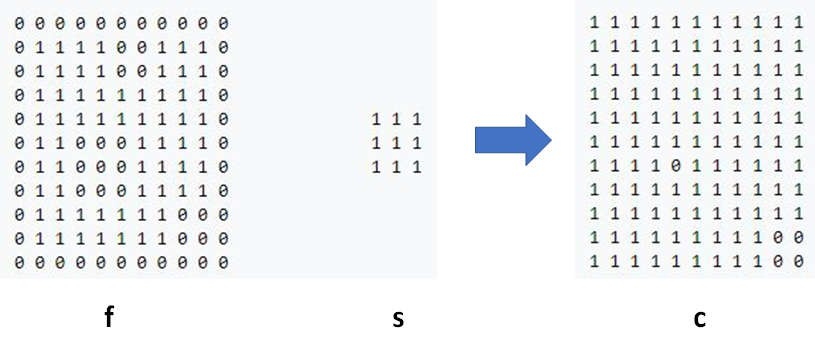 0 0 0 0 0 0 0 0 0 0 0
0 1 1 1 1 0 0 1 1 1 0
0 1 1 1 1 0 0 1 1 1 0
0 1 1 1 1 1 1 1 1 1 0
0 1 1 1 1 1 1 1 1 1 0
0 1 1 0 0 0 1 1 1 1 0
0 1 1 0 0 0 1 1 1 1 0
0 1 1 0 0 0 1 1 1 1 0
0 1 1 1 1 1 1 1 0 0 0
0 1 1 1 1 1 1 1 0 0 0
0 0 0 0 0 0 0 0 0 0 0
f
1 1 1
1 1 1
1 1 1
s
1 1 1 1 1 1 1 1 1 1 1
1 1 1 1 1 1 1 1 1 1 1
1 1 1 1 1 1 1 1 1 1 1
1 1 1 1 1 1 1 1 1 1 1
1 1 1 1 1 1 1 1 1 1 1
1 1 1 1 1 1 1 1 1 1 1
1 1 1 1 0 1 1 1 1 1 1
1 1 1 1 1 1 1 1 1 1 1
1 1 1 1 1 1 1 1 1 1 1
1 1 1 1 1 1 1 1 1 0 0
1 1 1 1 1 1 1 1 1 0 0
c